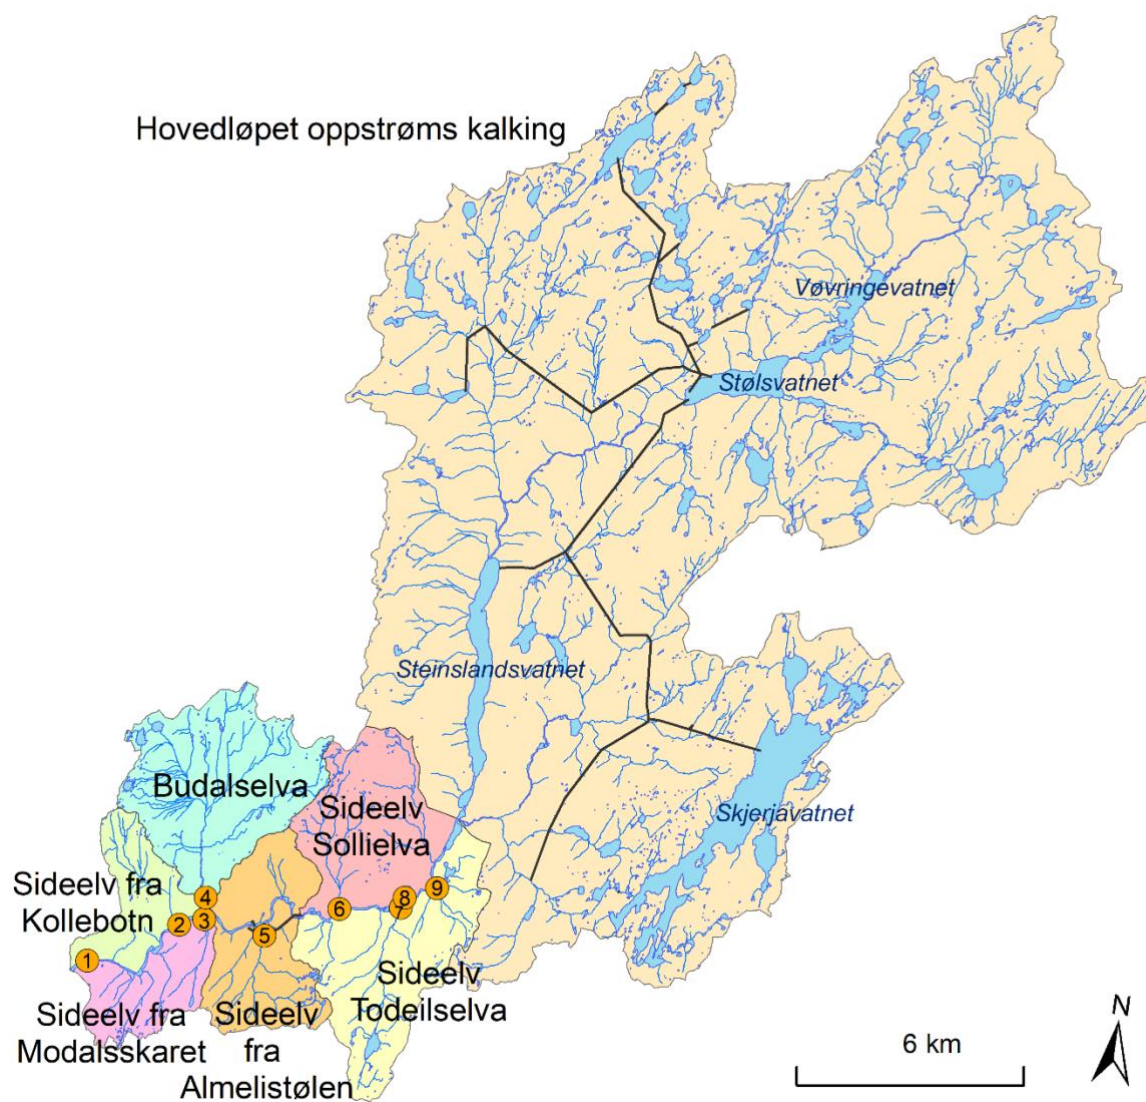 Hovedløpet oppstrøms kalking
Vøvringevatnet
Stølsvatnet
Steinslandsvatnet
Skjerjavatnet
Budalselva
Sideelv
Sollielva
Sideelv fra
Kollebotn
4
3
2
1
5
6
7
8
9
Sideelv
Todeilselva
Sideelv fra
Modalsskaret
Sideelv
fra
Almelistølen
6 km
N